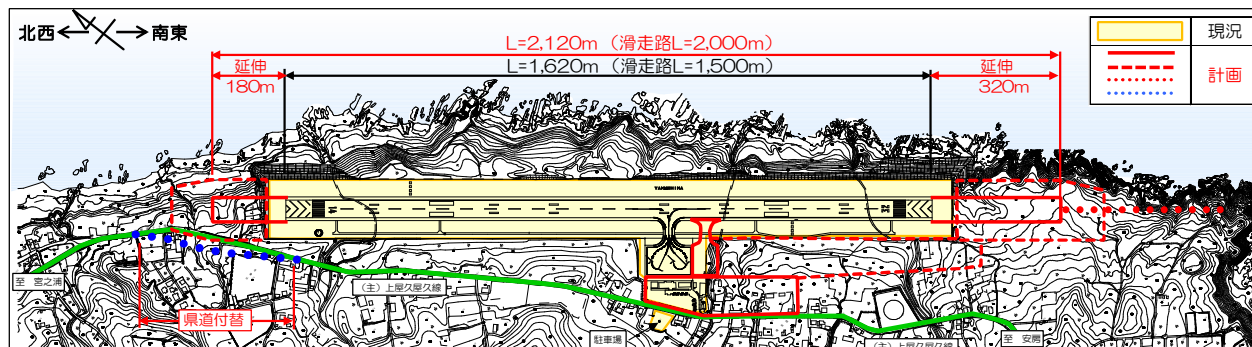 北西
南東
L=2,120m（滑走路L=2,000m）
L=1,620m（滑走路L=1,500m）
延伸
180m
延伸
320m
現況
計画
YAKUSHIMA
14
32
至 宮之浦
（主）上屋久屋久線
県道付替
駐車場
（主）上屋久屋久線
至 安房